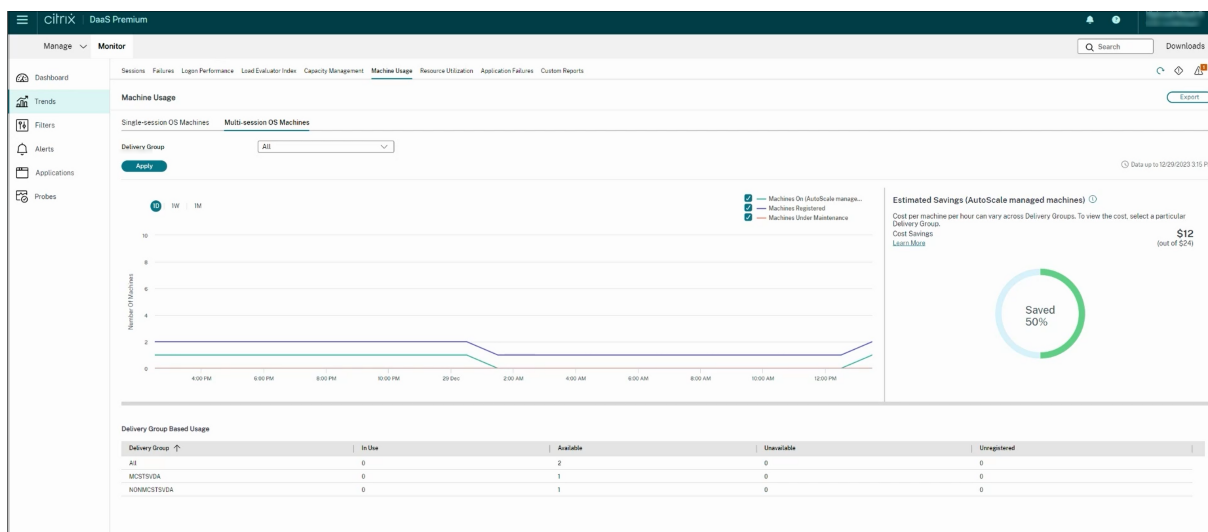 citrix | DaaS Premium
Manage Monitor Search Downloads
Dashboard
Trends
Filters
Alerts
Applications
Probes
Sessions Failures Logon Performance Load Evaluator Index Capacity Management Machine Usage Resource Utilization Application Failures Custom Reports
Machine Usage Export
Single-session OS Machines Multi-session OS Machines
Delivery Group All
Apply Data up to 12/29/2023 3:15 P
1D 1W 1M
Machines On (AutoScale manage...
Machines Registered
Machines Under Maintenance
Number Of Machines
10
8
6
4
2
0
4:00 PM 6:00 PM 8:00 PM 10:00 PM 29 Dec 2:00 AM 4:00 AM 6:00 AM 8:00 AM 10:00 AM 12:00 PM
Estimated Savings (AutoScale managed machines)
Cost per machine per hour can vary across Delivery Groups. To view the cost, select a particular
Delivery Group.
Cost Savings $12
Learn More (out of $24)
Saved
50%
Delivery Group Based Usage
Delivery Group In Use Available Unavailable Unregistered
All 0 2 0 0
MCSTSVDA 0 1 0 0
NONMCSTSVDA 0 1 0 0